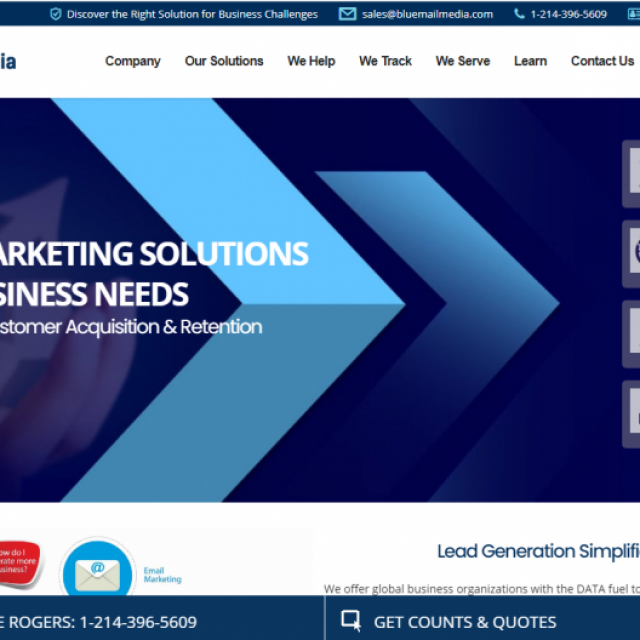 Discover the Right Solution for Business Challenges sales@bluemailmedia.com 1-214-396-5609
ia
Company Our Solutions We Help We Track We Serve Learn Contact Us
ARKETING SOLUTIONS
SINESS NEEDS
stomer Acquisition & Retention
ow do I
rate more
usiness?
@
Email
Marketing
Lead Generation Simplifi
We offer global business organizations with the DATA fuel to
E ROGERS: 1-214-396-5609
GET COUNTS & QUOTES